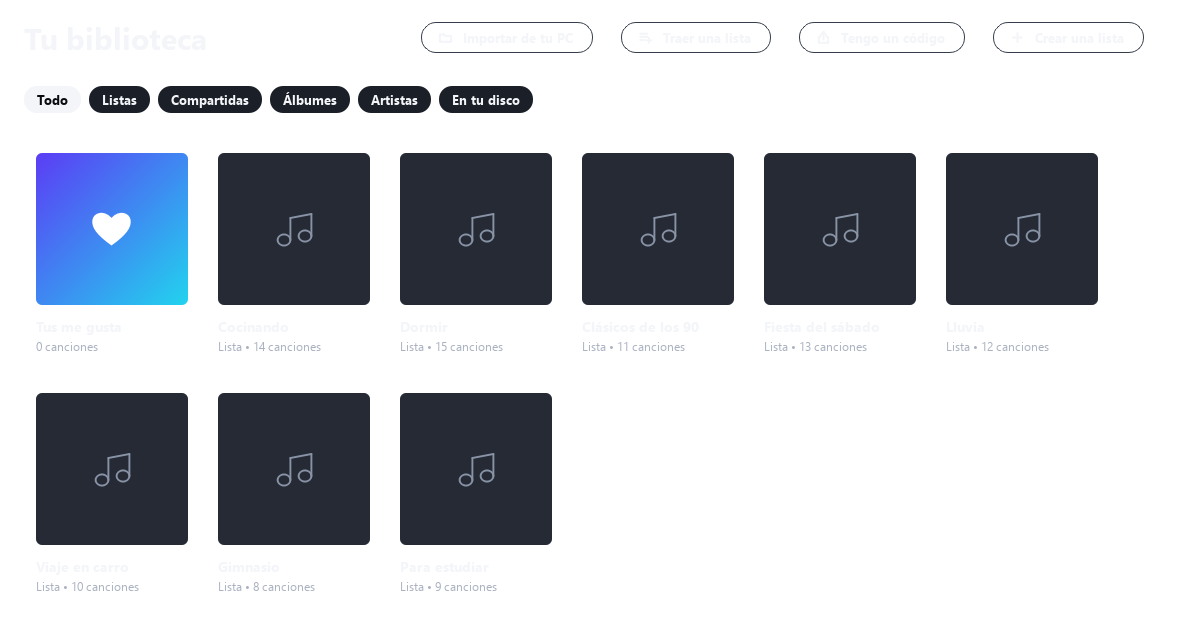 Tu biblioteca
Importar de tu PC
Traer una lista
Tengo un código
Crear una lista
Todo
Listas
Compartidas
Álbumes
Artistas
En tu disco
Tus me gusta
0 canciones
Cocinando
Lista • 14 canciones
Dormir
Lista • 15 canciones
Clásicos de los 90
Lista • 11 canciones
Fiesta del sábado
Lista • 13 canciones
Lluvia
Lista • 12 canciones
Viaje en carro
Lista • 10 canciones
Gimnasio
Lista • 8 canciones
Para estudiar
Lista • 9 canciones